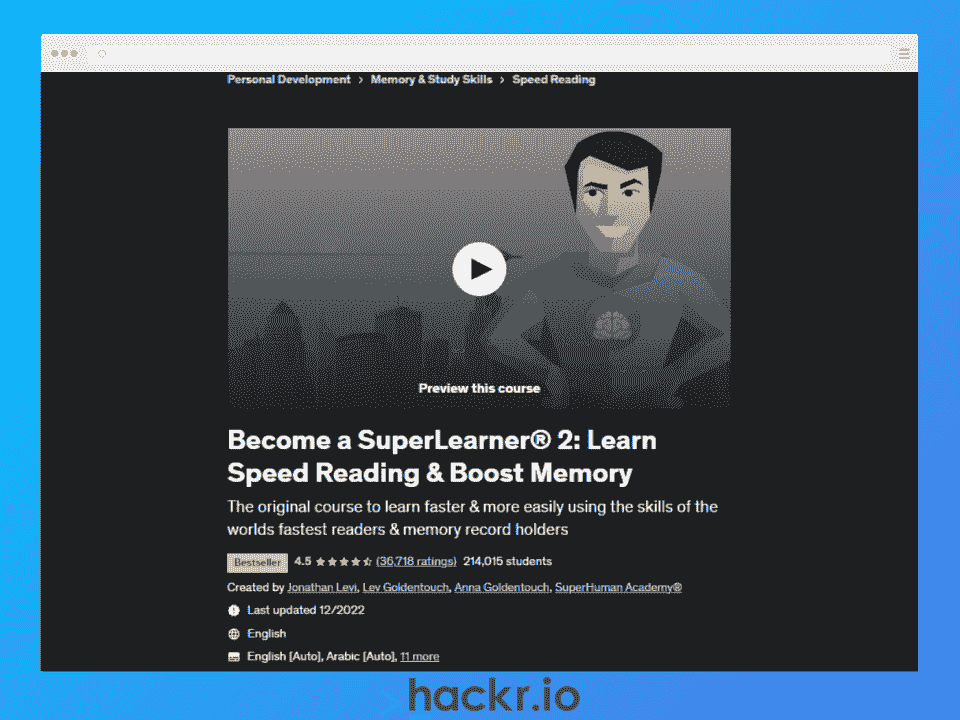 Personal Development > Memory & Study Skills > Speed Reading
Preview this course
Become a SuperLearner® 2: Learn
Speed Reading & Boost Memory
The original course to learn faster & more easily using the skills of the
worlds fastest readers & memory record holders
Bestseller 4.5 (36,718 ratings) 214,015 students
Created by Jonathan Levi, Lev Goldentouch, Anna Goldentouch, SuperHuman Academy®
Last updated 12/2022
English
English [Auto], Arabic [Auto], 11 more
hackr.io